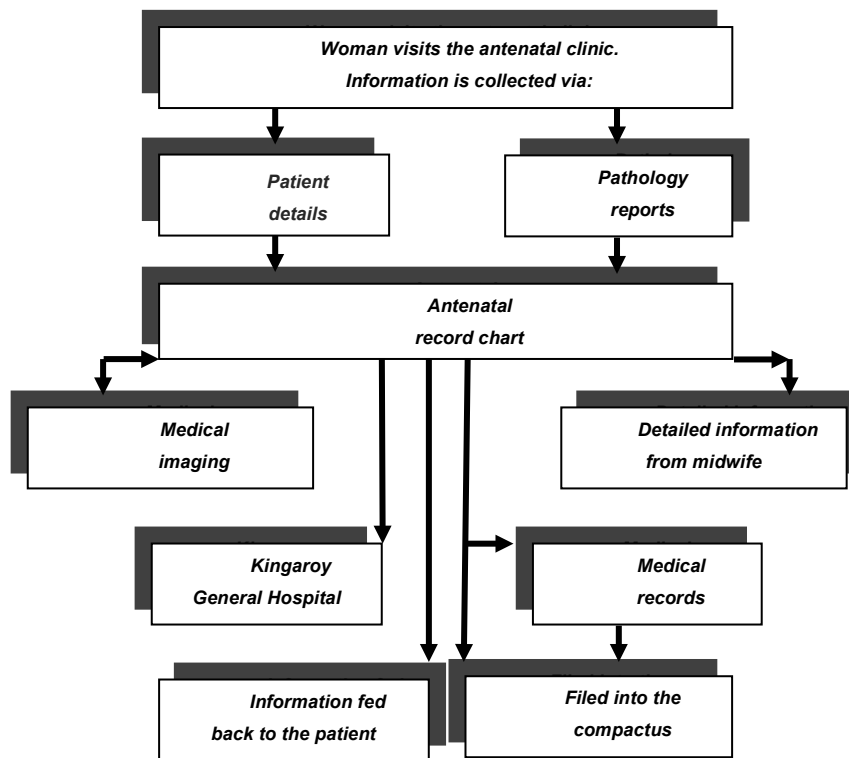 Woman visits the antenatal clinic.
Information is collected via:
Patient
details
Pathology
reports
Antenatal
record chart
Medical
imaging
Detailed information
from midwife
Kingaroy
General Hospital
Medical
records
Information fed
back to the patient
Filed into the
compactus